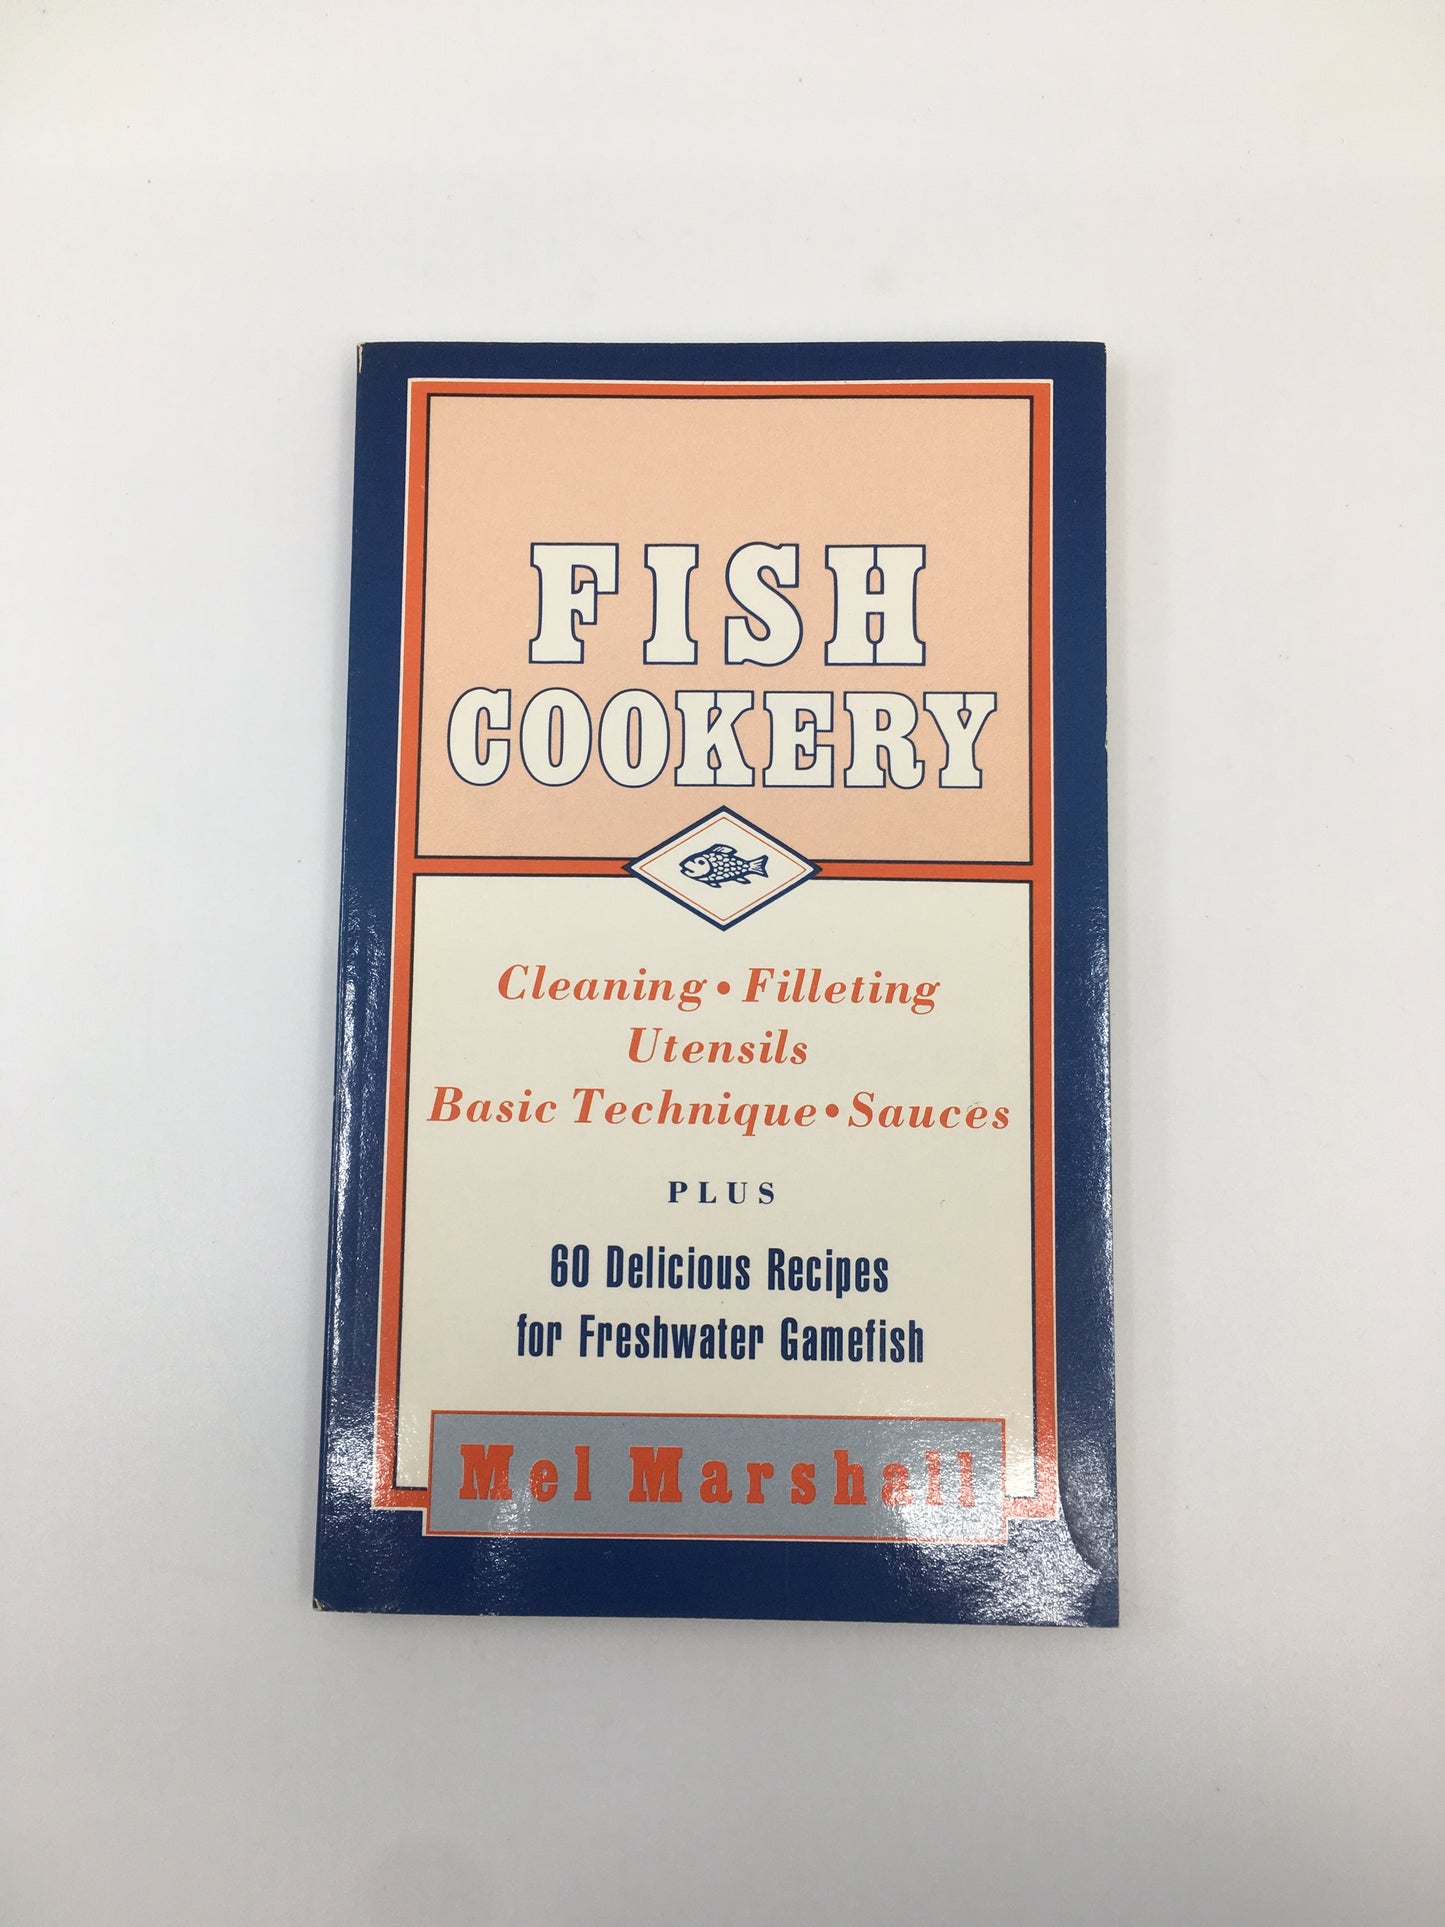 FISH
COOKERY
Cleaning • Filleting
Utensils
Basic Technique • Sauces
PLUS
60 Delicious Recipes
for Freshwater Gamefish
Mel Marshall